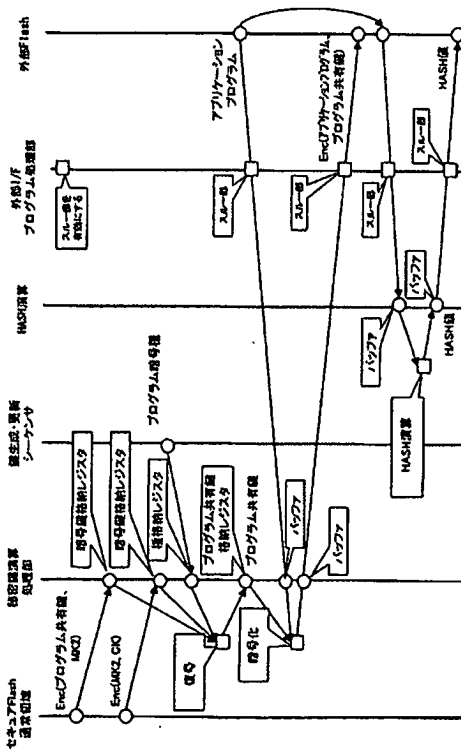 外部Flash
外部I/F
プログラム処理部
HASH演算
鍵生成・更新
シーケンサ
秘密鍵演算
処理部
セキュアFlash
通常領域
スルー部を
有効にする
アプリケーション
プログラム
スルー部
Enc(アプリケーションプログラム、
プログラム共有鍵)
スルー部
スルー部
スルー部
HASH値
バッファ
バッファ
HASH値
HASH演算
プログラム暗号種
暗号鍵格納レジスタ
暗号鍵格納レジスタ
種格納レジスタ
プログラム共有鍵
格納レジスタ
プログラム共有鍵
バッファ
バッファ
Enc(プログラム共有鍵、
MK2)
Enc(MK2, CK)
復号
暗号化